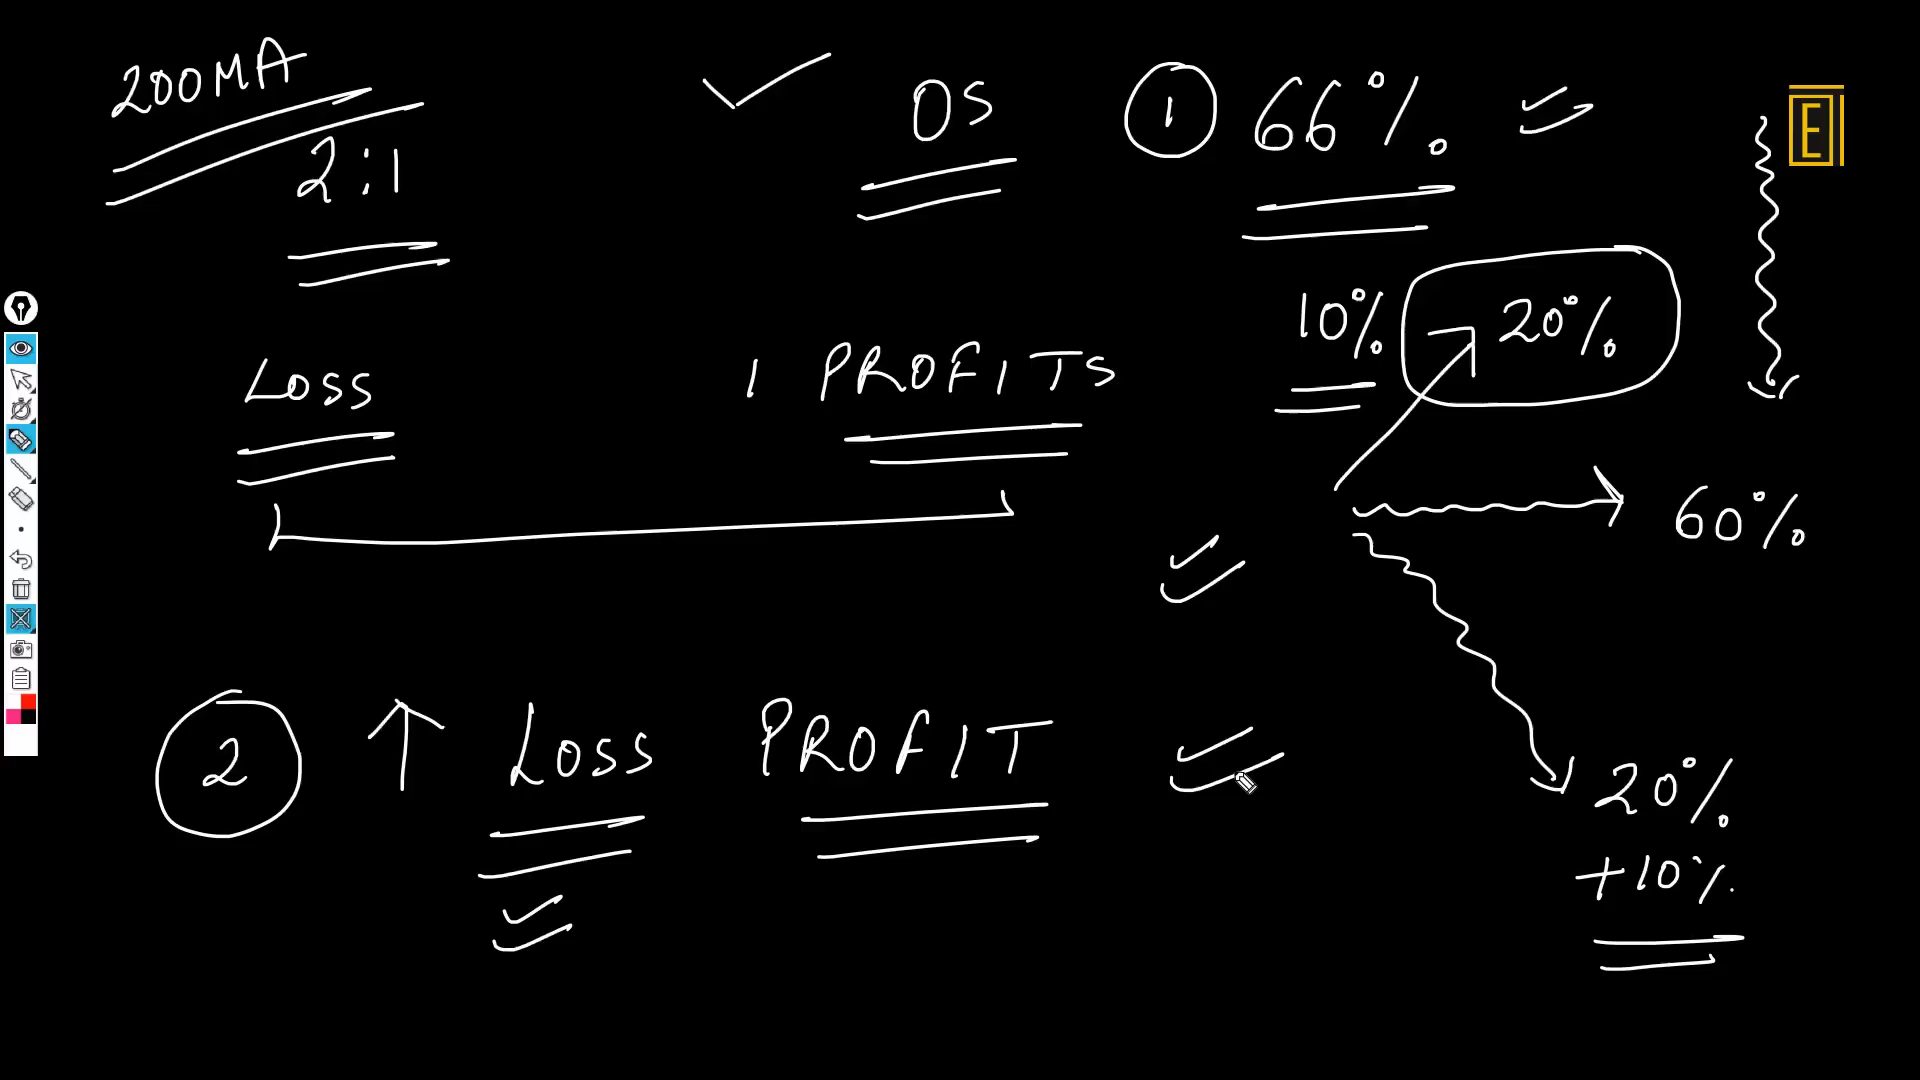 200MA
2:1
OS
1 66%.
E
10% 20%
LOSS
1 PROFITS
60%
2 ↑ LOSS PROFIT
20%
+10%